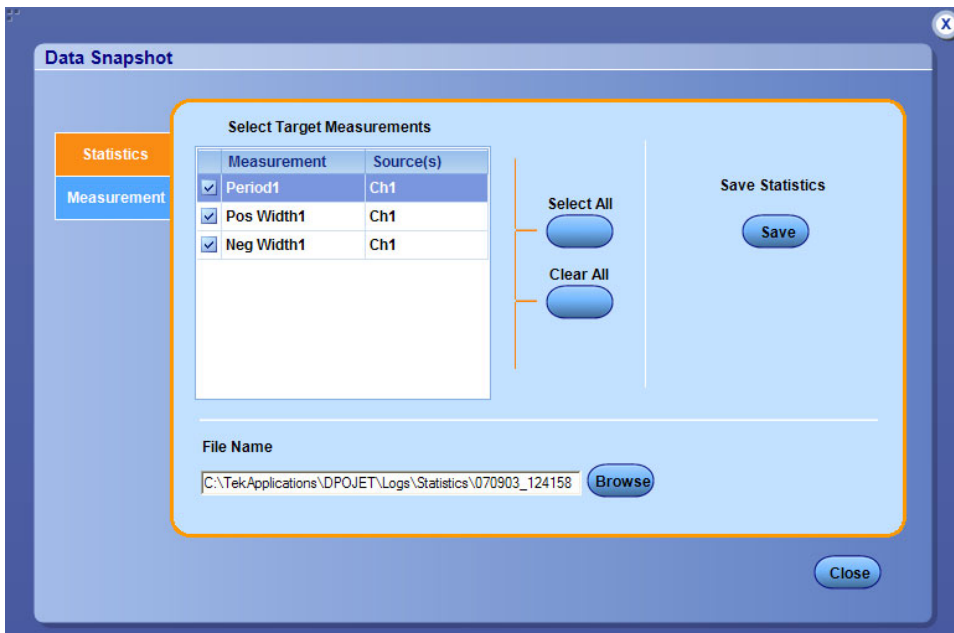 X
Data Snapshot
Statistics
Measurement
Select Target Measurements
Measurement Source(s)
Period1 Ch1
Pos Width1 Ch1
Neg Width1 Ch1
Select All
Clear All
Save Statistics
Save
File Name
C:\TekApplications\DPOJET\Logs\Statistics\070903_124158
Browse
Close